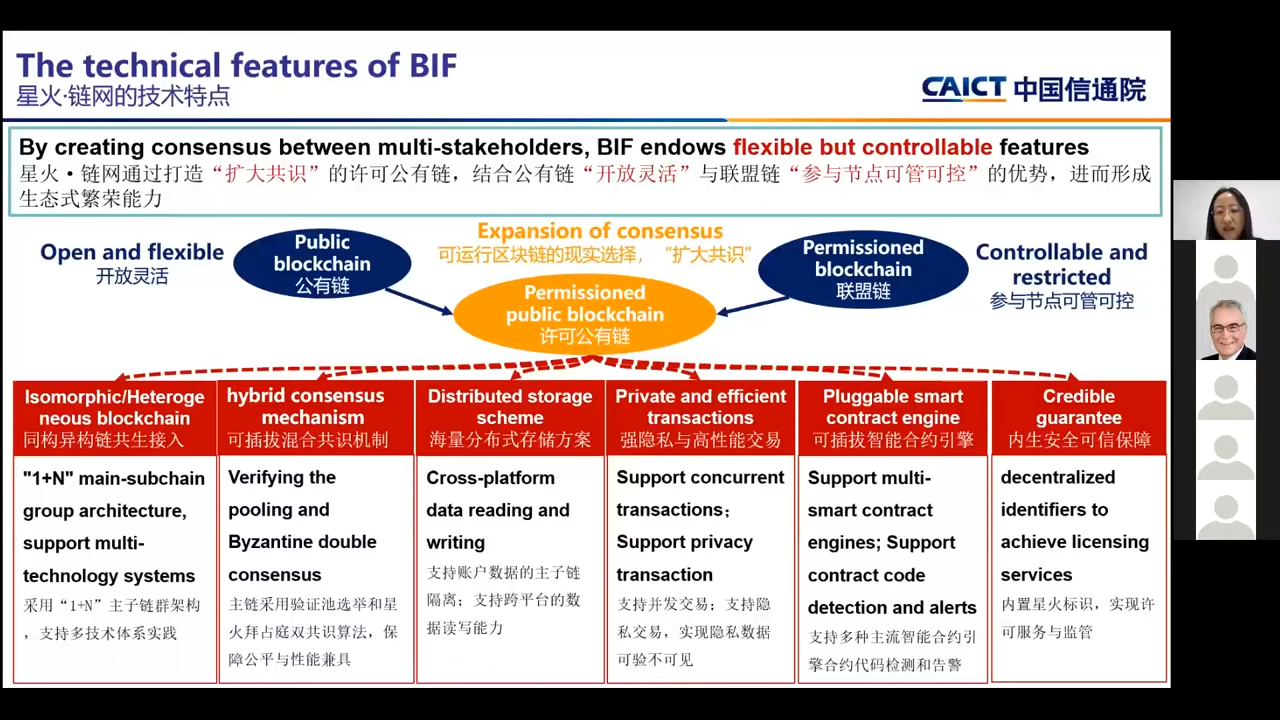 The technical features of BIF
星火·链网的技术特点
CAICT 中国信通院
By creating consensus between multi-stakeholders, BIF endows flexible but controllable features
星火·链网通过打造“扩大共识”的许可公有链，结合公有链“开放灵活”与联盟链“参与节点可管可控”的优势，进而形成
生态式繁荣能力
Open and flexible
开放灵活
Public
blockchain
公有链
Expansion of consensus
可运行区块链的现实选择，“扩大共识”
Permissioned
public blockchain
许可公有链
Permissioned
blockchain
联盟链
Controllable and
restricted
参与节点可管可控
Isomorphic/Heteroge
neous blockchain
同构异构链共生接入
"1+N" main-subchain
group architecture,
support multi-
technology systems
采用“1+N”主子链群架构
，支持多技术体系实践
hybrid consensus
mechanism
可插拔混合共识机制
Verifying the
pooling and
Byzantine double
consensus
主链采用验证池选举和星
火拜占庭双共识算法，保
障公平与性能兼具
Distributed storage
scheme
海量分布式存储方案
Cross-platform
data reading and
writing
支持账户数据的主子链
隔离；支持跨平台的数
据读写能力
Private and efficient
transactions
强隐私与高性能交易
Support concurrent
transactions；
Support privacy
transaction
支持并发交易；支持隐
私交易，实现隐私数据
可验不可见
Pluggable smart
contract engine
可插拔智能合约引擎
Support multi-
smart contract
engines; Support
contract code
detection and alerts
支持多种主流智能合约引
擎合约代码检测和告警
Credible
guarantee
内生安全可信保障
decentralized
identifiers to
achieve licensing
services
内置星火标识，实现许
可服务与监管